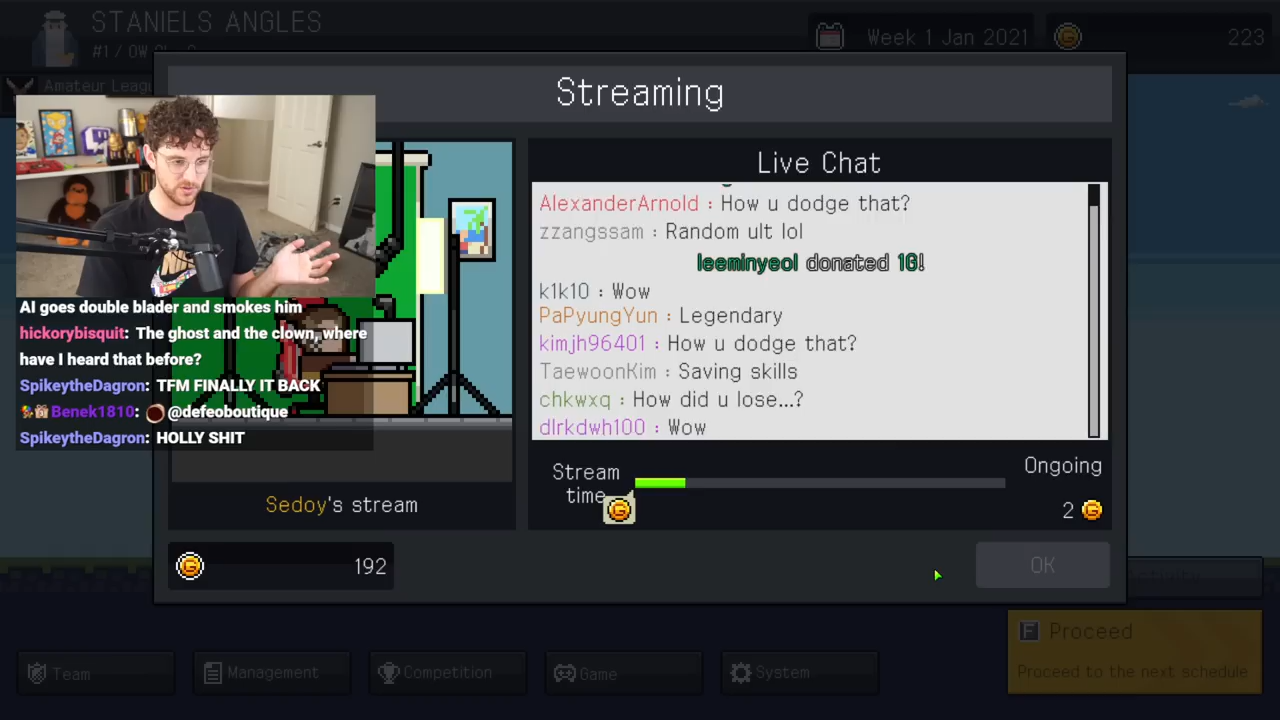 STANIELS ANGLES
#1 / OW
Week 1 Jan 2021
223
Amateur Leag
Streaming
Live Chat
AlexanderArnold : How u dodge that?
zzangssam : Random ult lol
leeminyeol donated 1G!
k1k10 : Wow
PaPyungYun : Legendary
kimjh96401 : How u dodge that?
TaewoonKim : Saving skills
chkwxq : How did u lose...?
dlrkdwh100 : Wow
AI goes double blader and smokes him
hickorybisquit: The ghost and the clown, where
have I heard that before?
SpikeytheDagron: TFM FINALLY IT BACK
Benek1810: @defeoboutique
SpikeytheDagron: HOLLY SHIT
Stream
time
Ongoing
2 G
Sedoy's stream
192
OK
F Proceed
Proceed to the next schedule
Team
Management
Competition
Game
System